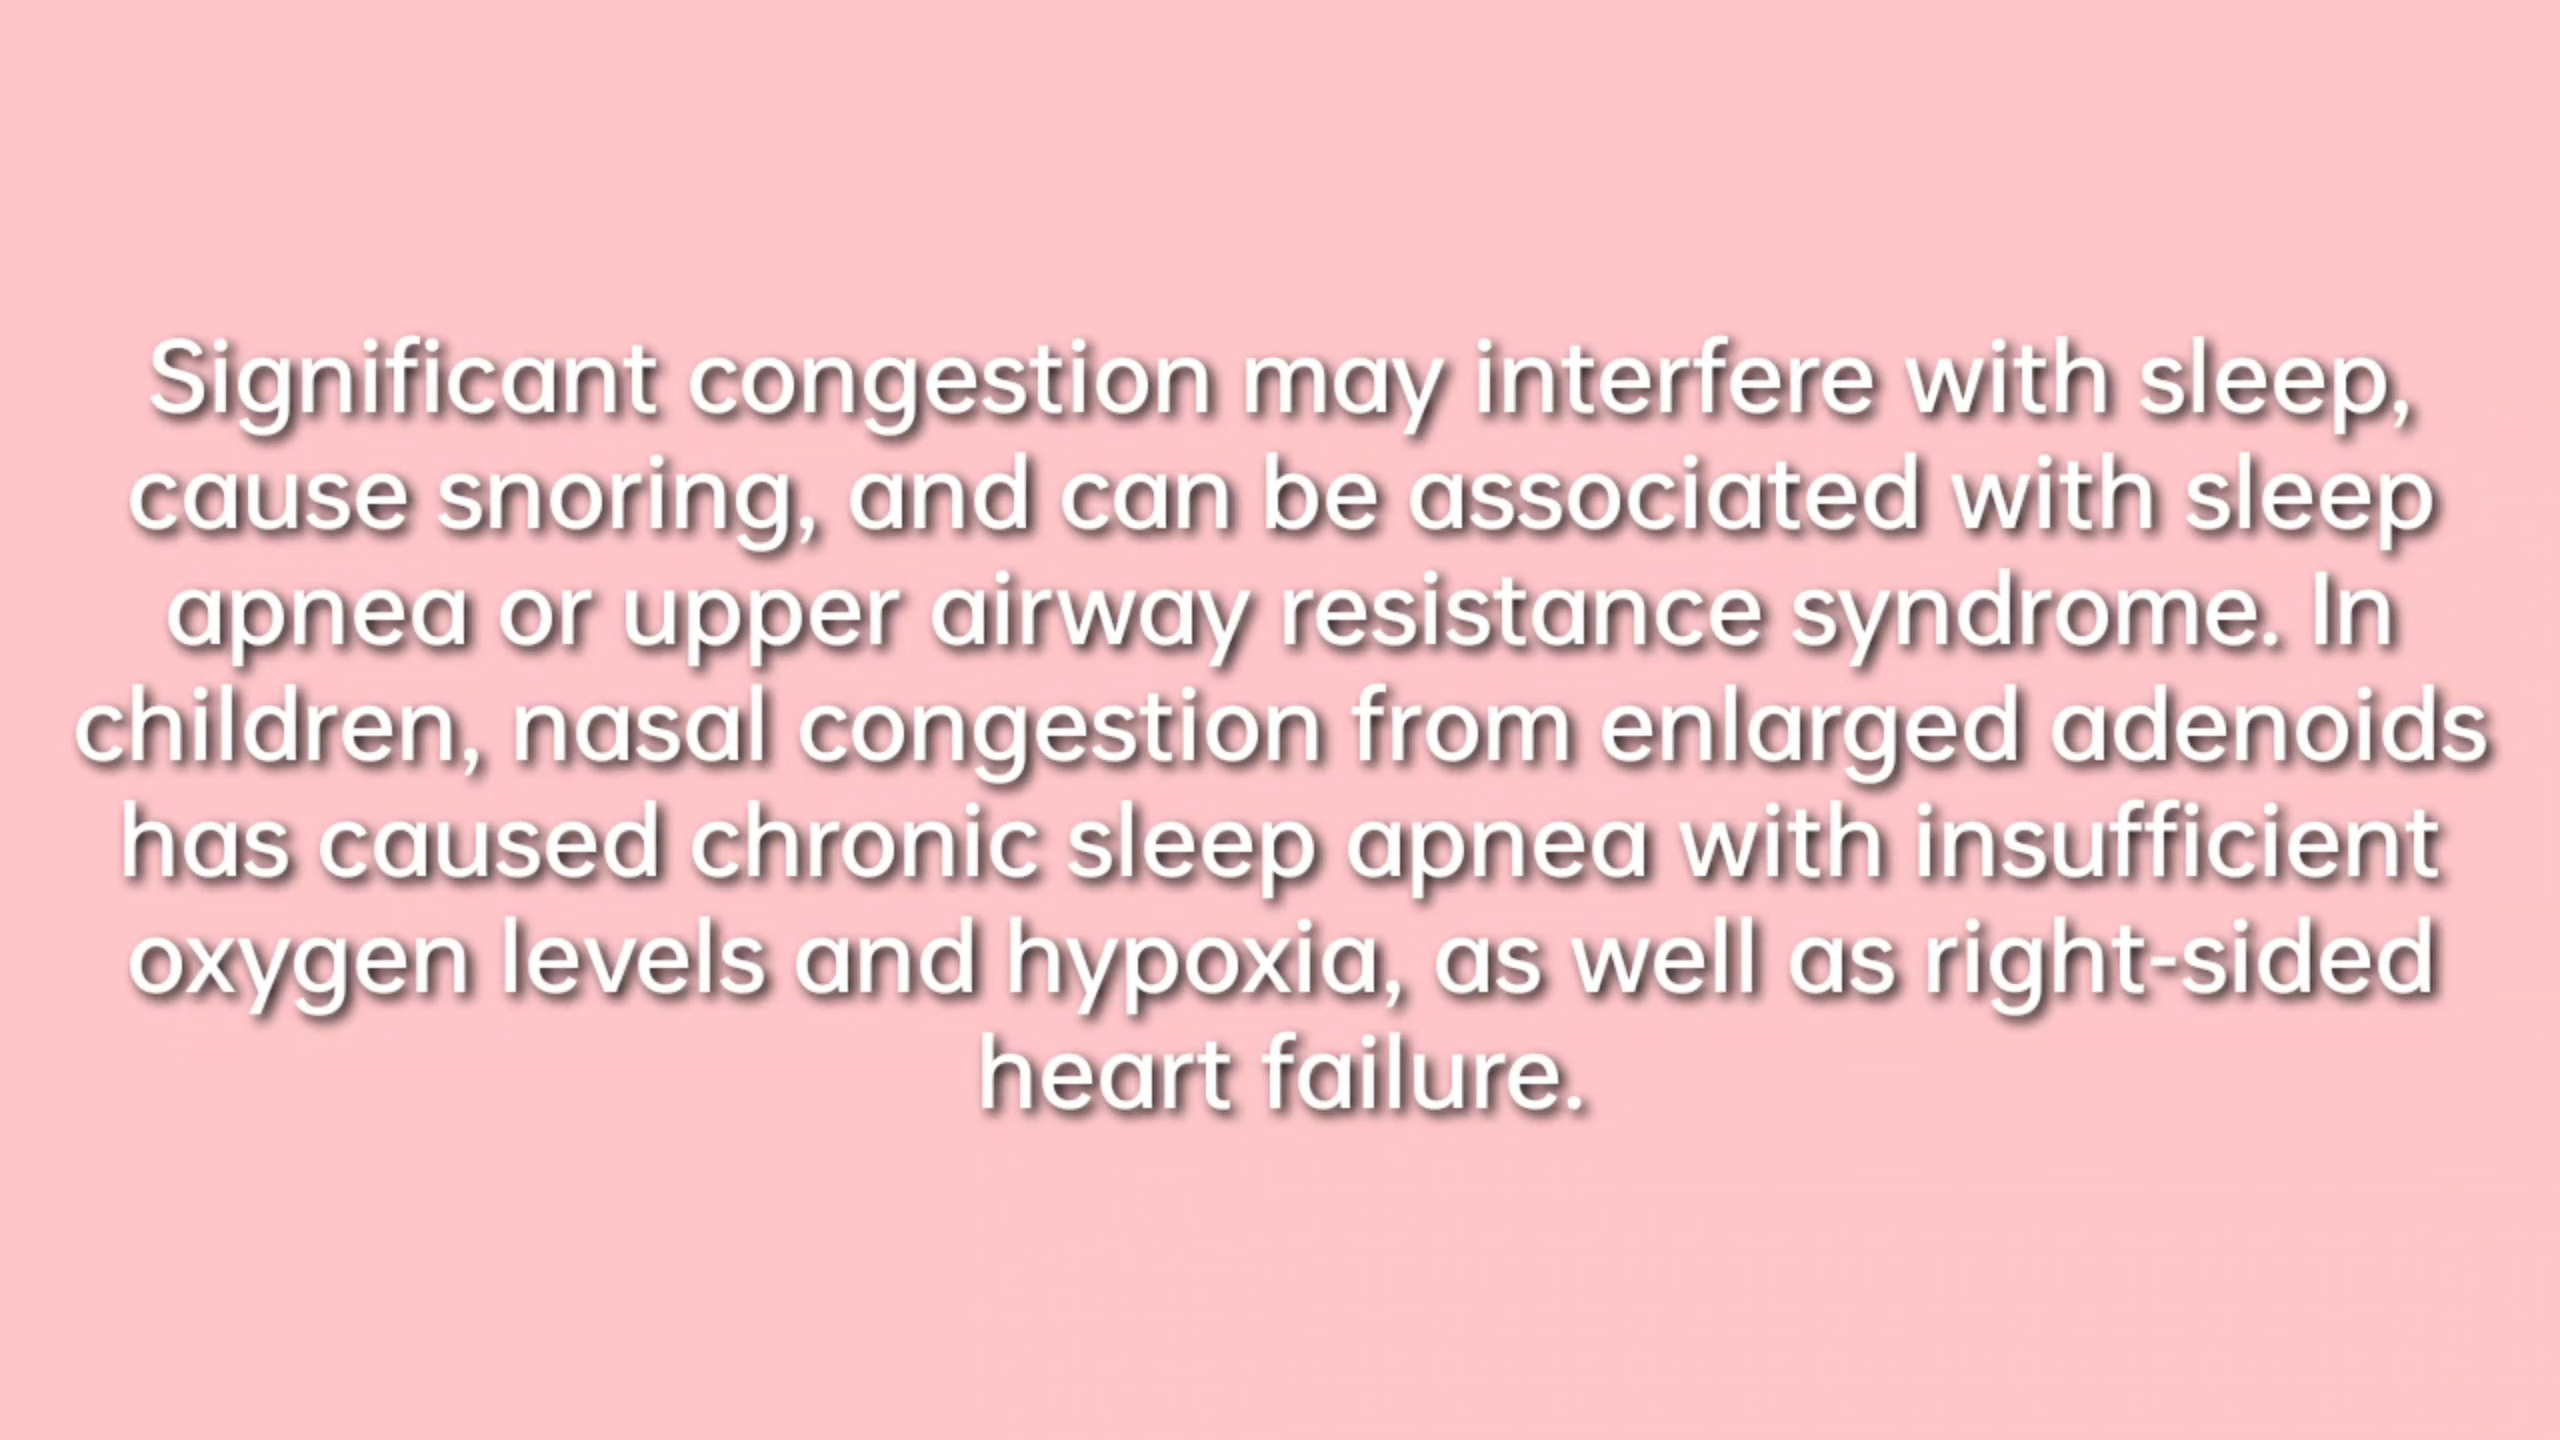 Significant congestion may interfere with sleep,
cause snoring, and can be associated with sleep
apnea or upper airway resistance syndrome. In
children, nasal congestion from enlarged adenoids
has caused chronic sleep apnea with insufficient
oxygen levels and hypoxia, as well as right-sided
heart failure.